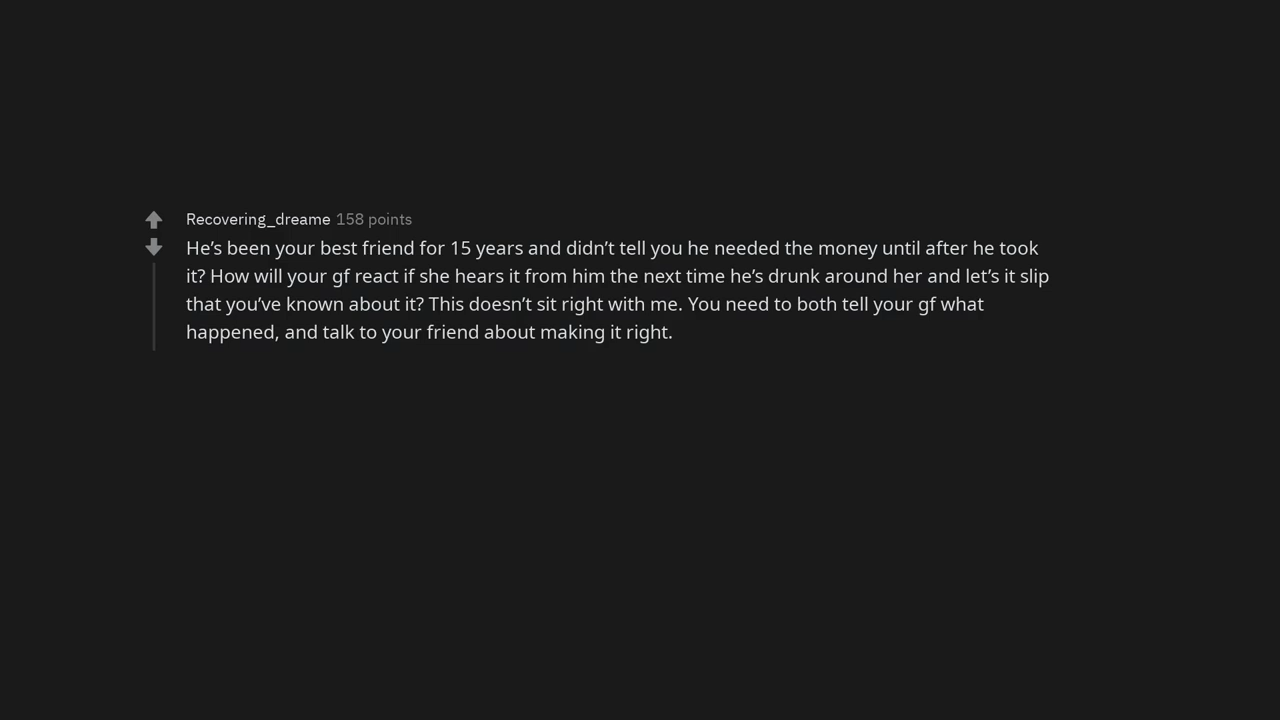 Recovering_dreame 158 points
He’s been your best friend for 15 years and didn’t tell you he needed the money until after he took
it? How will your gf react if she hears it from him the next time he’s drunk around her and let’s it slip
that you’ve known about it? This doesn’t sit right with me. You need to both tell your gf what
happened, and talk to your friend about making it right.